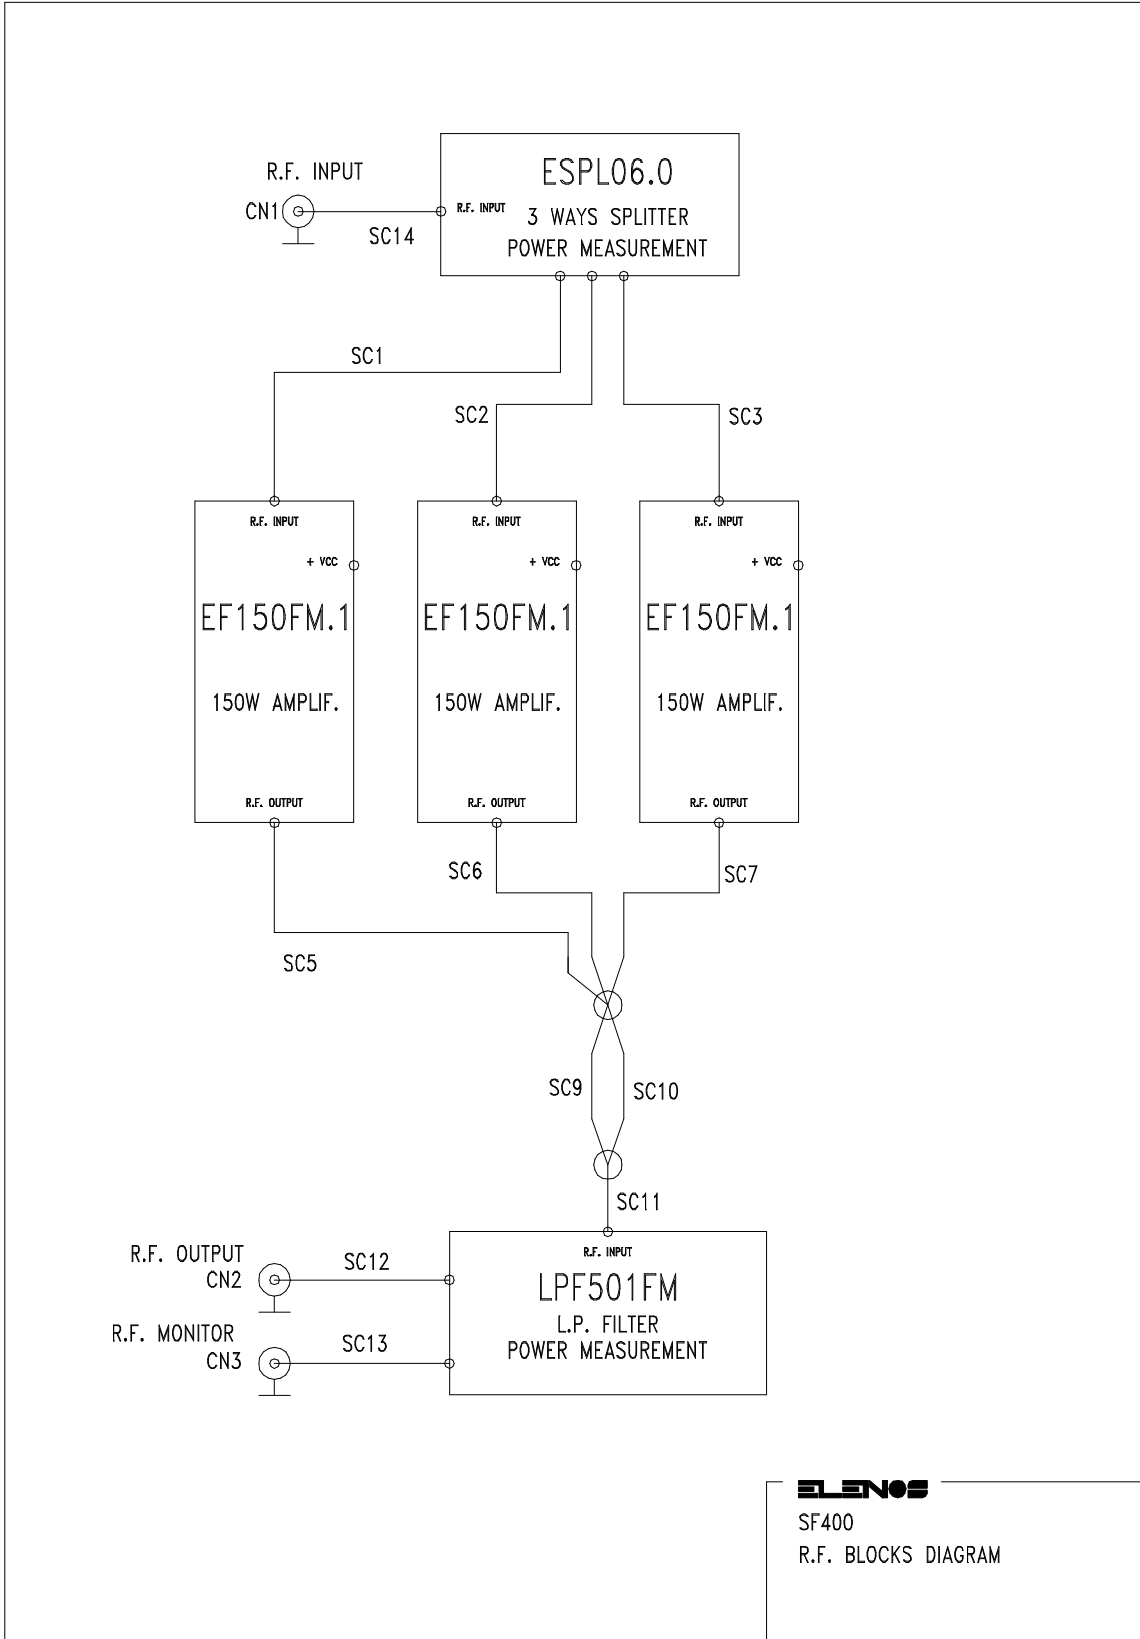 ESPL06.0
R.F. INPUT
CN1
R.F. INPUT
3 WAYS SPLITTER
SC14
POWER MEASUREMENT
SC1
SC2
SC3
R.F. INPUT
R.F. INPUT
R.F. INPUT
+ VCC
+ VCC
+ VCC
EF150FM.1
EF150FM.1
EF150FM.1
150W AMPLIF.
150W AMPLIF.
150W AMPLIF.
R.F. OUTPUT
R.F. OUTPUT
R.F. OUTPUT
SC6
SC7
SC5
SC9
SC10
SC11
R.F. INPUT
R.F. OUTPUT
CN2
SC12
LPF501FM
L.P. FILTER
POWER MEASUREMENT
R.F. MONITOR
CN3
SC13
ELENOS
SF400
R.F. BLOCKS DIAGRAM